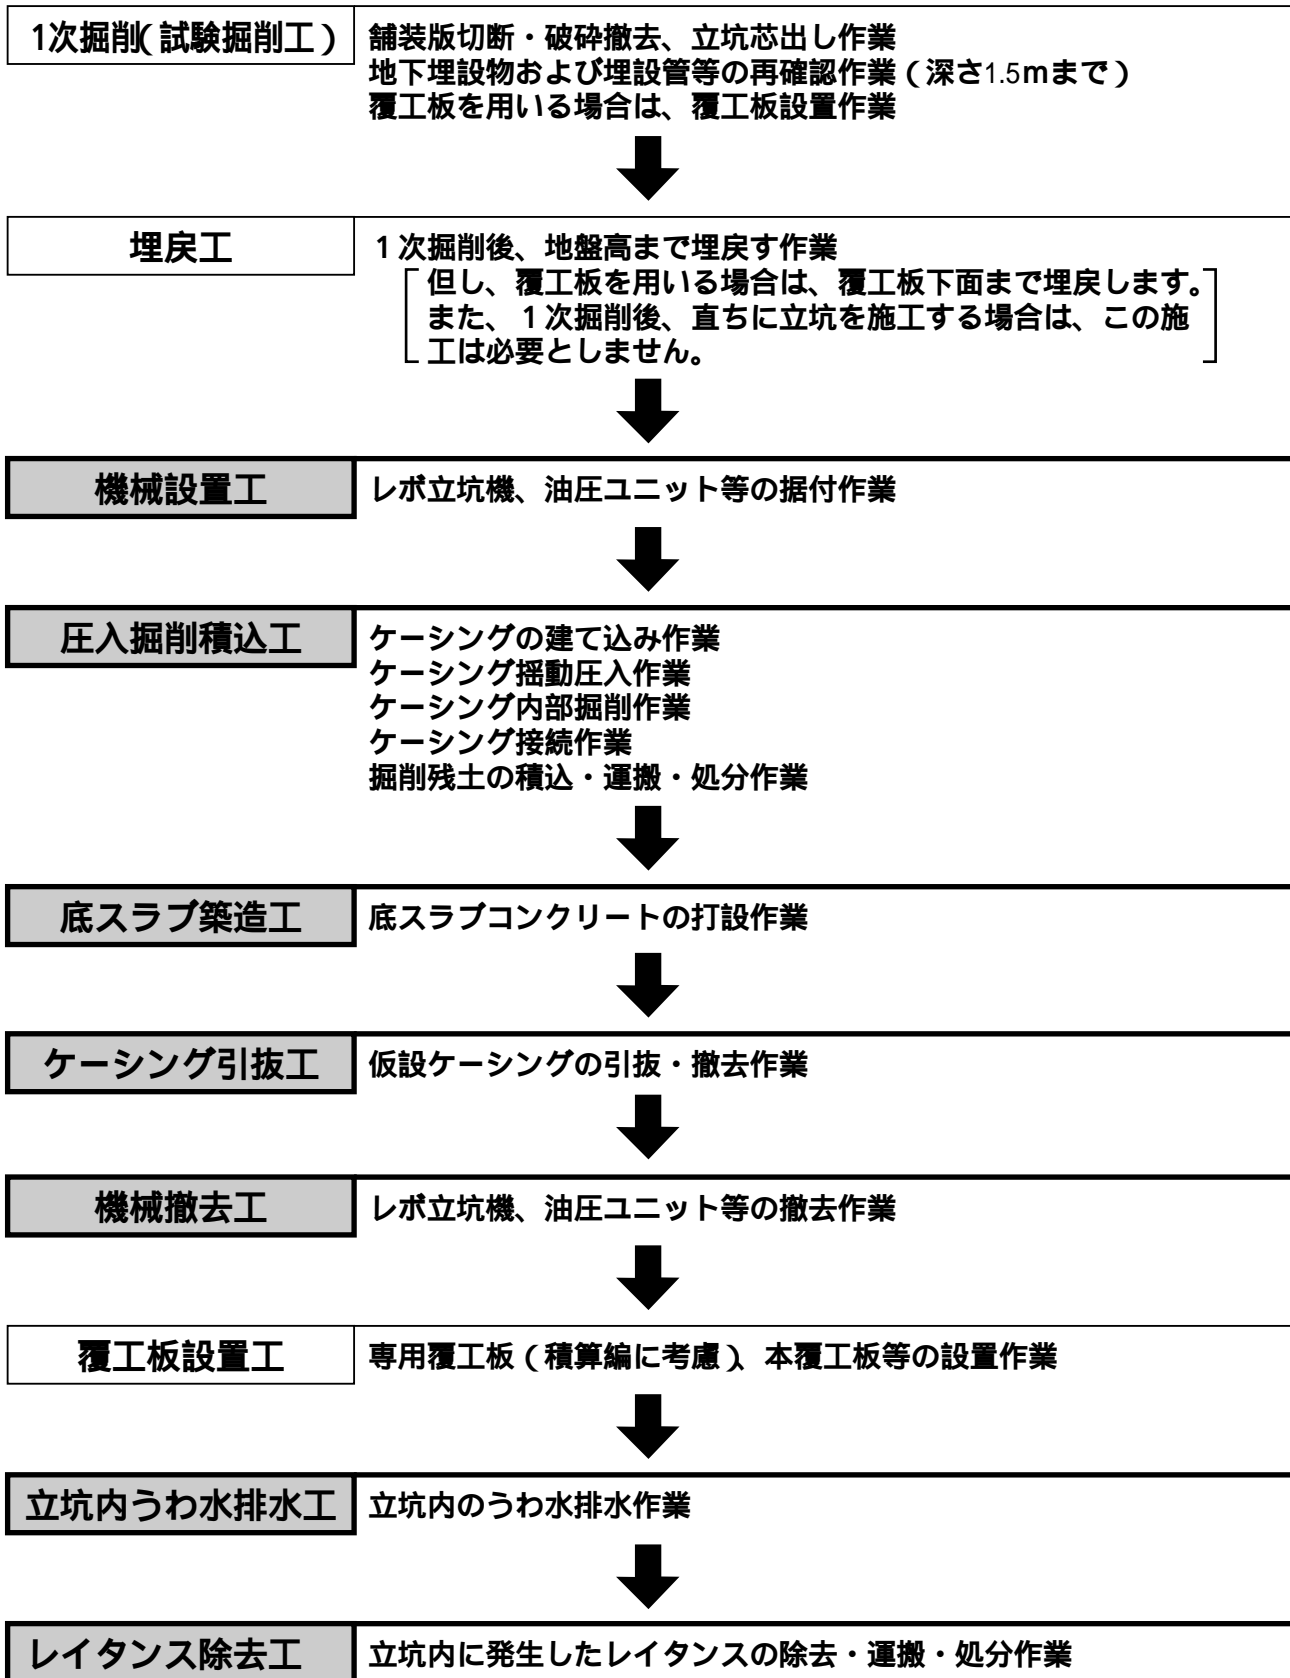 1次掘削(試験掘削工)
舗装版切断・破砕撤去、立坑芯出し作業
地下埋設物および埋設管等の再確認作業(深さ1.5mまで)
覆工板を用いる場合は、覆工板設置作業
埋戻工
1次掘削後、地盤高まで埋戻す作業
但し、覆工板を用いる場合は、覆工板下面まで埋戻します。
また、1次掘削後、直ちに立坑を施工する場合は、この施
工は必要としません。
機械設置工
レボ立坑機、油圧ユニット等の据付作業
圧入掘削積込工
ケーシングの建て込み作業
ケーシング揺動圧入作業
ケーシング内部掘削作業
ケーシング接続作業
掘削残土の積込・運搬・処分作業
底スラブ築造工
底スラブコンクリートの打設作業
ケーシング引抜工
仮設ケーシングの引抜・撤去作業
機械撤去工
レボ立坑機、油圧ユニット等の撤去作業
覆工板設置工
専用覆工板(積算編に考慮)、本覆工板等の設置作業
立坑内うわ水排水工
立坑内のうわ水排水作業
レイタンス除去工
立坑内に発生したレイタンスの除去・運搬・処分作業